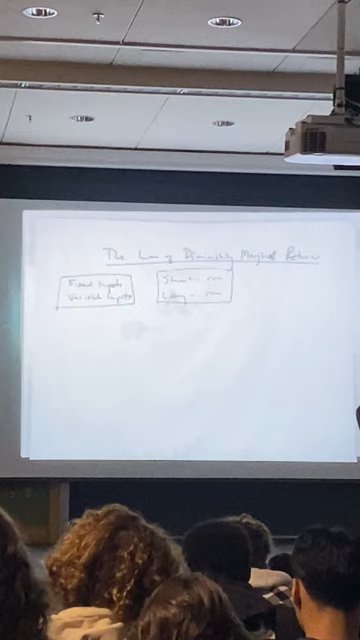 The Law of Diminishing Marginal Returns
Fixed Inputs
Variable Inputs
Short-run
Long-run